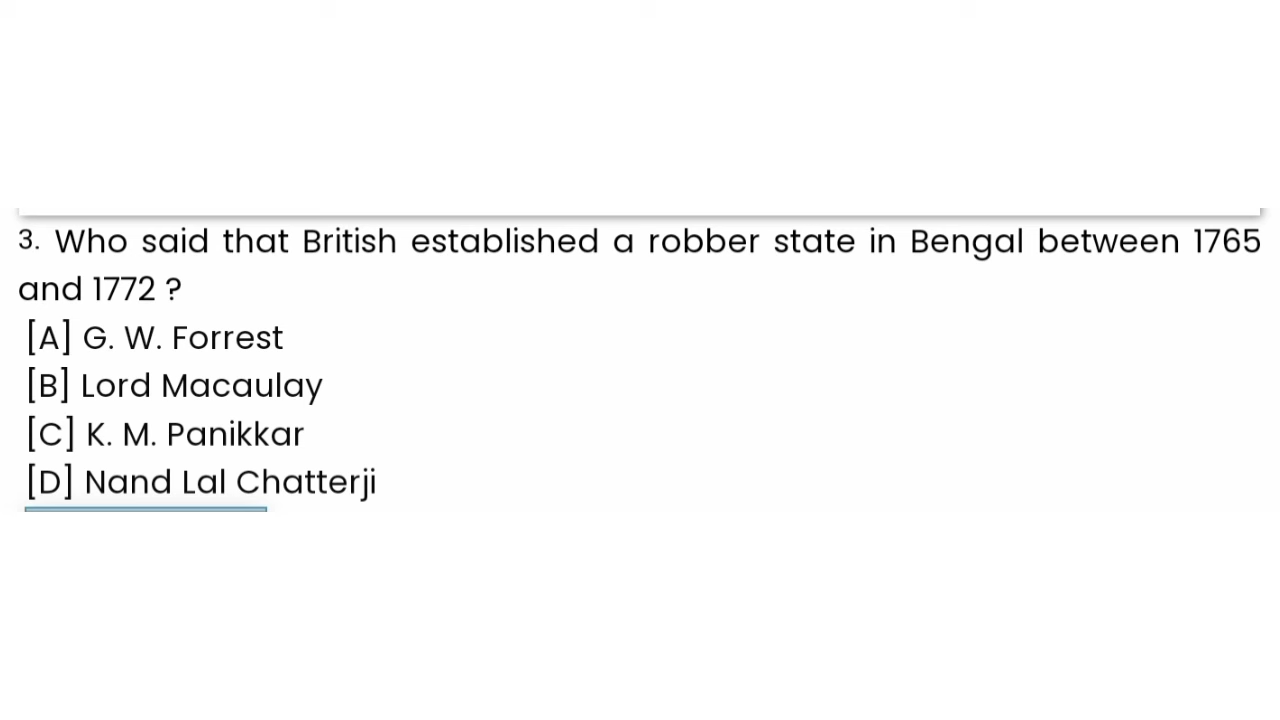 3. Who said that British established a robber state in Bengal between 1765
and 1772 ?
[A] G. W. Forrest
[B] Lord Macaulay
[C] K. M. Panikkar
[D] Nand Lal Chatterji